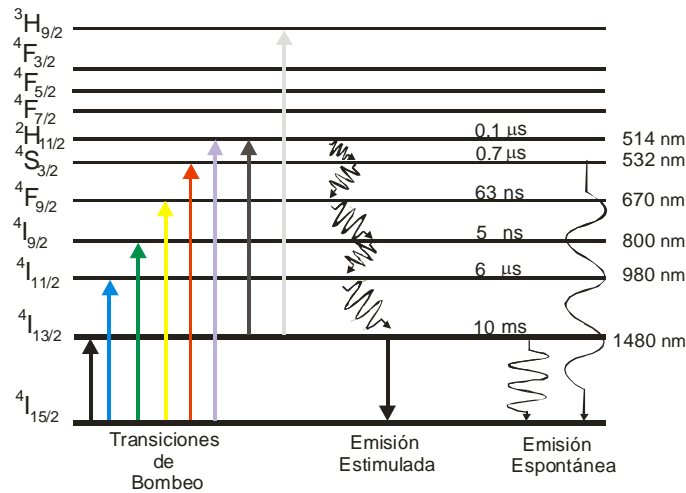 ³H₉/₂
⁴F₃/₂
⁴F₅/₂
⁴F₇/₂
²H₁₁/₂ 0.1 µs 514 nm
⁴S₃/₂ 0.7 µs 532 nm
⁴F₉/₂ 63 ns 670 nm
⁴I₉/₂ 5 ns 800 nm
⁴I₁₁/₂ 6 µs 980 nm
⁴I₁₃/₂ 10 ms 1480 nm
⁴I₁₅/₂
Transiciones
de
Bombeo
Emisión
Estimulada
Emisión
Espontánea